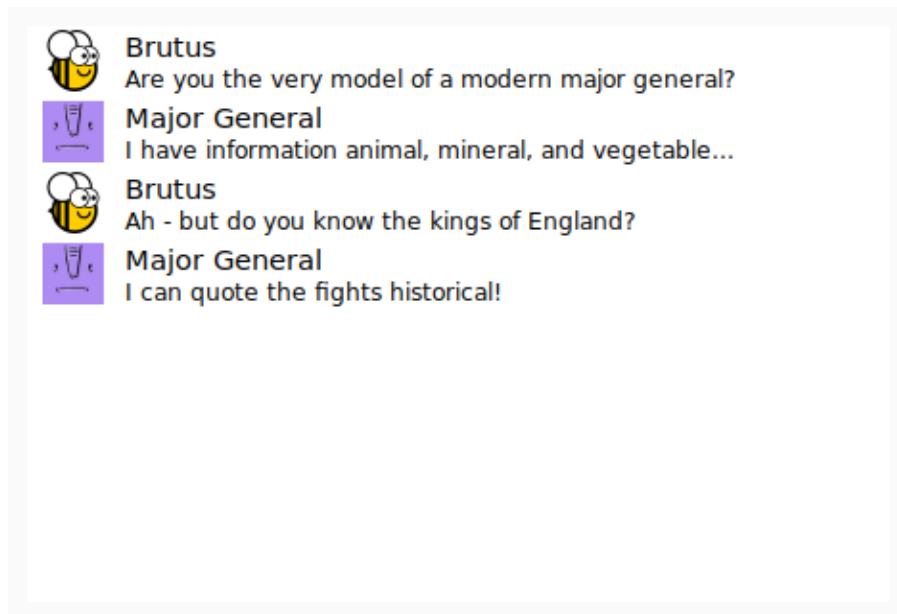 Brutus
Are you the very model of a modern major general?
Major General
I have information animal, mineral, and vegetable...
Brutus
Ah - but do you know the kings of England?
Major General
I can quote the fights historical!